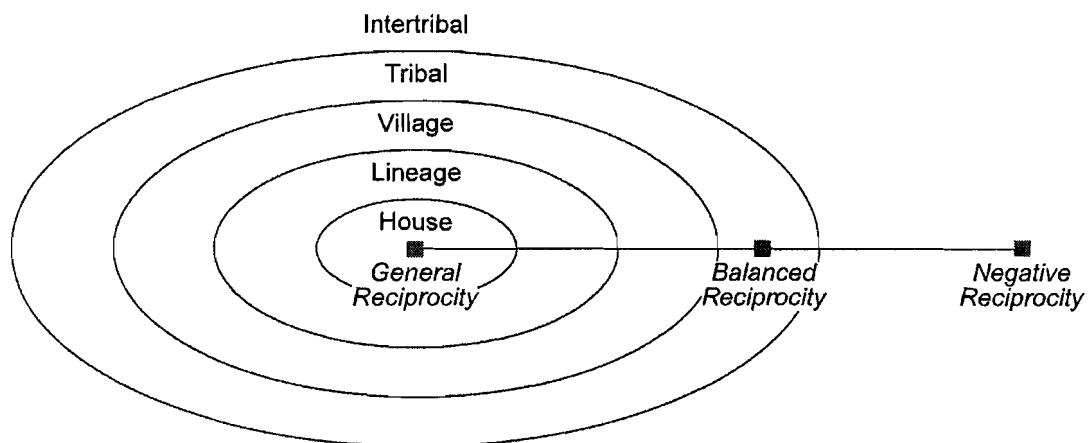 Intertribal
Tribal
Village
Lineage
House
General
Reciprocity
Balanced
Reciprocity
Negative
Reciprocity